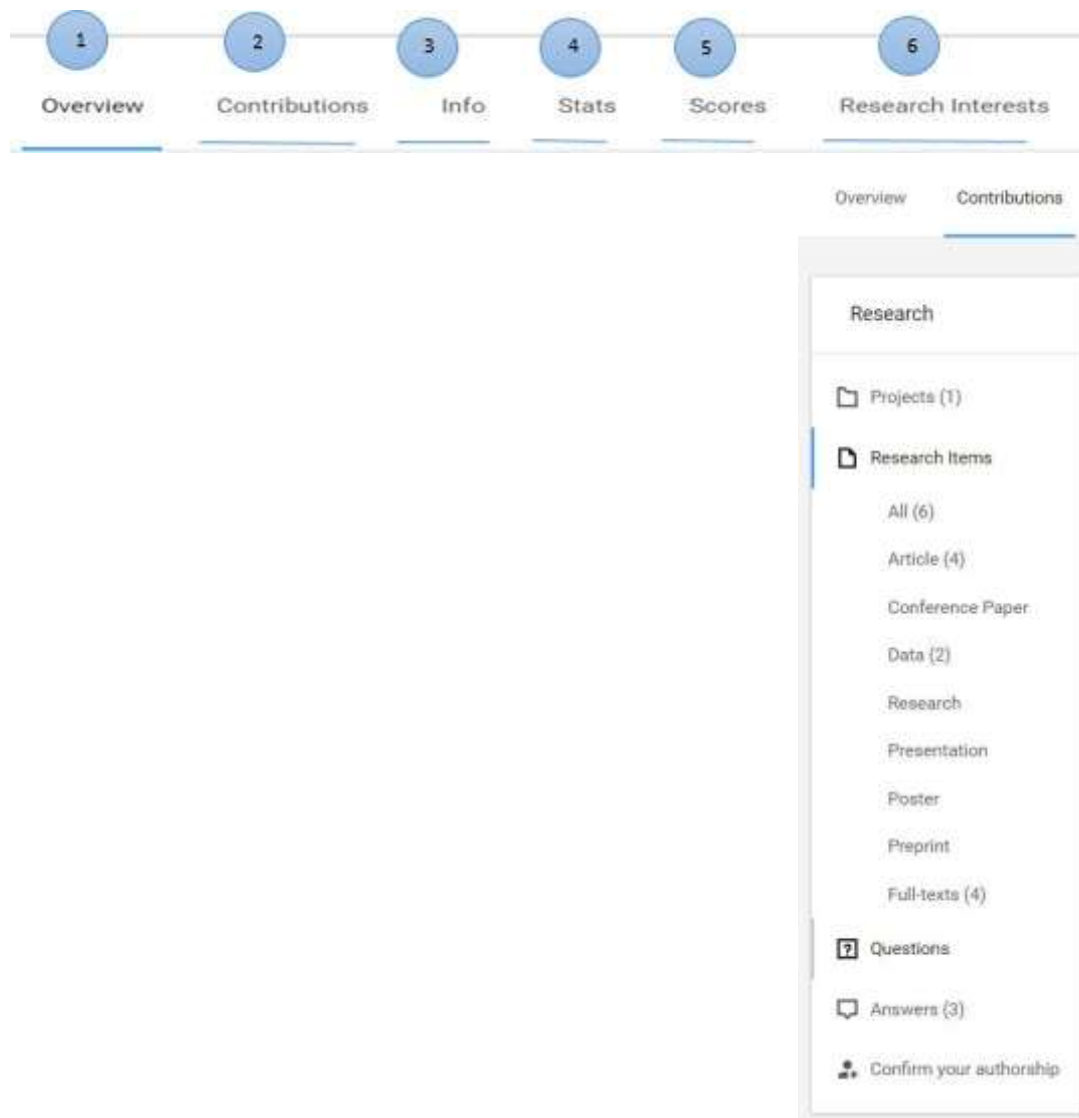 1 2 3 4 5 6
Overview Contributions Info Stats Scores Research Interests
Overview Contributions
Research
Projects (1)
Research Items
All (6)
Article (4)
Conference Paper
Data (2)
Research
Presentation
Poster
Preprint
Full-texts (4)
? Questions
Answers (3)
Confirm your authorship